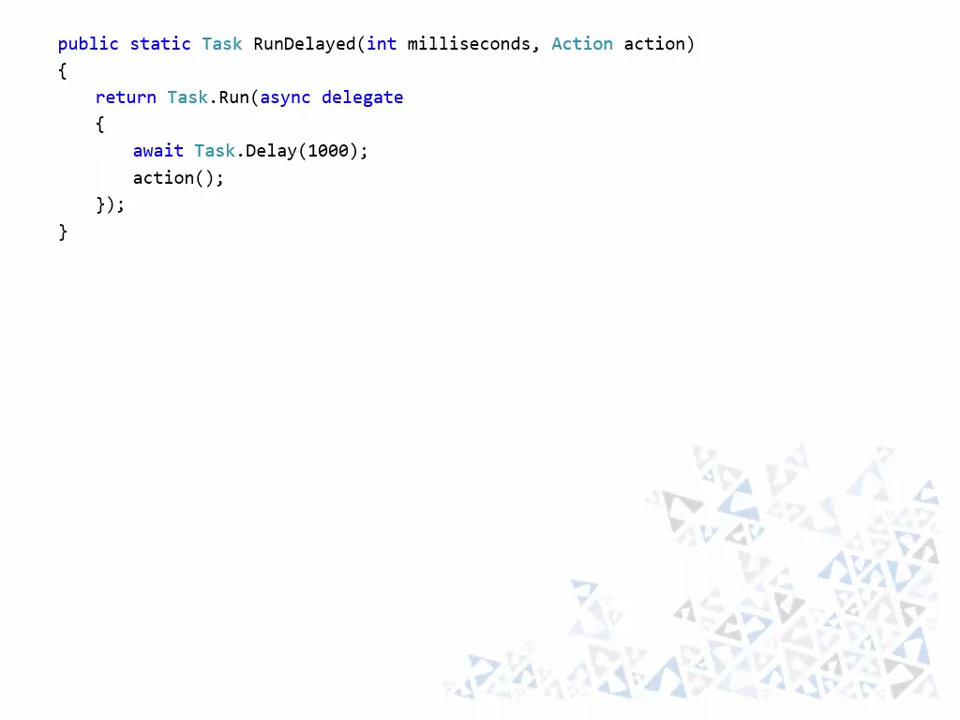 public static Task RunDelayed(int milliseconds, Action action)
{
return Task.Run(async delegate
{
await Task.Delay(1000);
action();
});
}